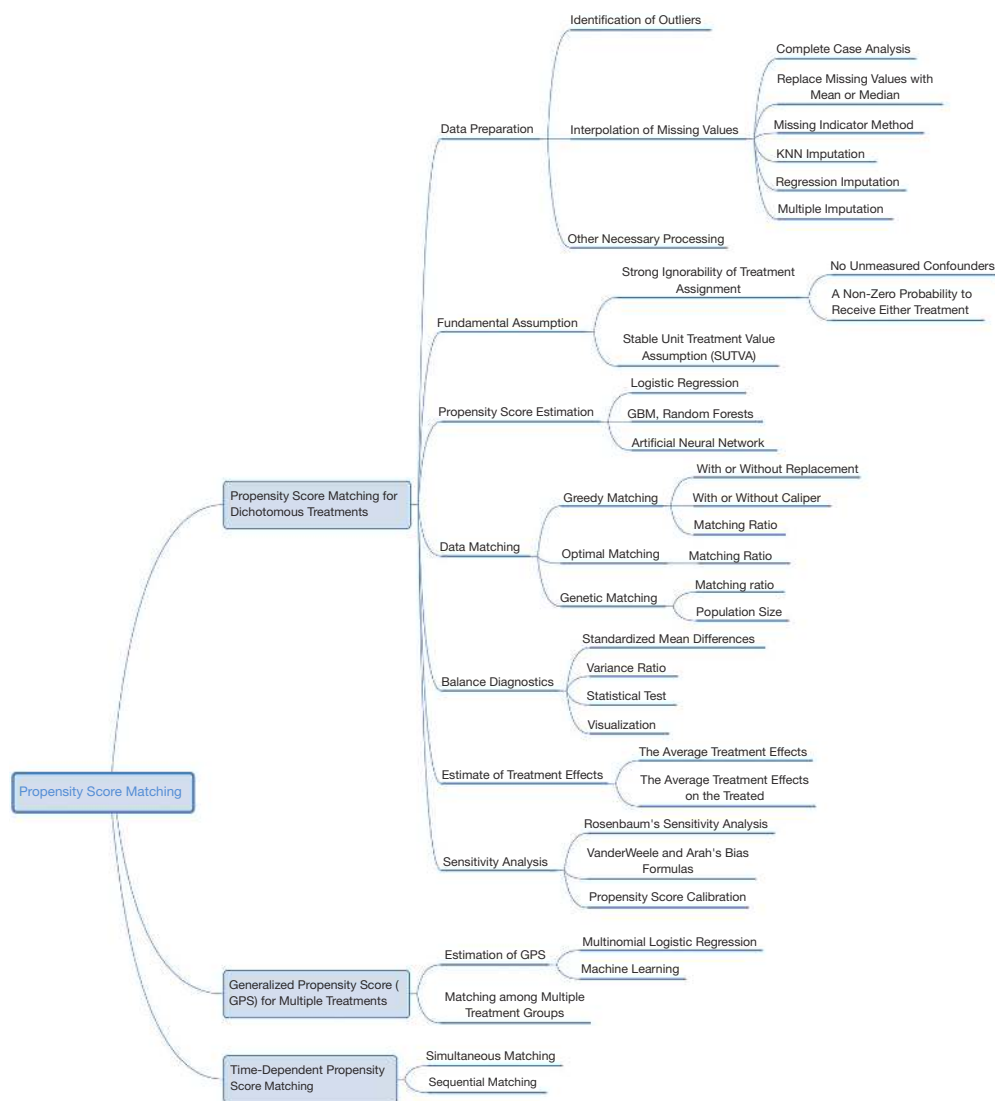 Identification of Outliers
Complete Case Analysis
Replace Missing Values with
Mean or Median
Data Preparation
Interpolation of Missing Values
Missing Indicator Method
KNN Imputation
Regression Imputation
Multiple Imputation
Other Necessary Processing
Strong Ignorability of Treatment
Assignment
No Unmeasured Confounders
A Non-Zero Probability to
Receive Either Treatment
Fundamental Assumption
Stable Unit Treatment Value
Assumption (SUTVA)
Logistic Regression
Propensity Score Estimation
GBM, Random Forests
Artificial Neural Network
Propensity Score Matching for
Dichotomous Treatments
With or Without Replacement
Greedy Matching
With or Without Caliper
Matching Ratio
Data Matching
Optimal Matching
Matching Ratio
Genetic Matching
Matching ratio
Population Size
Standardized Mean Differences
Variance Ratio
Balance Diagnostics
Statistical Test
Visualization
The Average Treatment Effects
Estimate of Treatment Effects
The Average Treatment Effects
on the Treated
Propensity Score Matching
Rosenbaum's Sensitivity Analysis
Sensitivity Analysis
VanderWeele and Arah's Bias
Formulas
Propensity Score Calibration
Multinomial Logistic Regression
Estimation of GPS
Machine Learning
Generalized Propensity Score (
GPS) for Multiple Treatments
Matching among Multiple
Treatment Groups
Time-Dependent Propensity
Score Matching
Simultaneous Matching
Sequential Matching